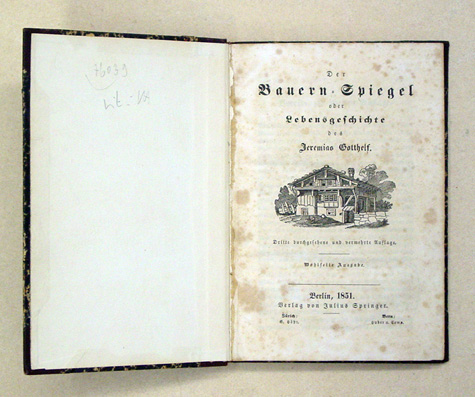 76039
Der
Bauern-Spiegel
oder
Lebensgeschichte
des
Jeremias Gotthelf.
Dritte durchgesehene und vermehrte Auflage.
Wohlfeile Ausgabe.
Berlin, 1851.
Verlag von Julius Springer.
Zürich:
Bern:
Huber u. Comp.